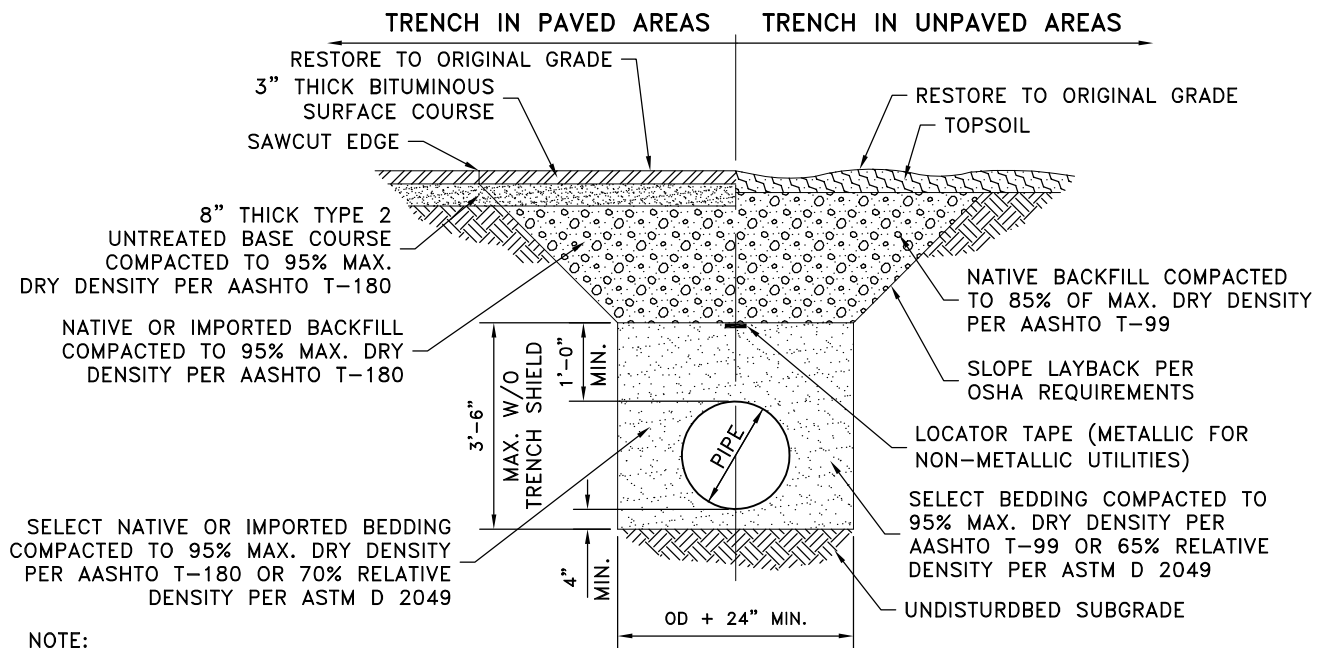 TRENCH IN PAVED AREAS
TRENCH IN UNPAVED AREAS
RESTORE TO ORIGINAL GRADE
3" THICK BITUMINOUS
SURFACE COURSE
SAWCUT EDGE
8" THICK TYPE 2
UNTREATED BASE COURSE
COMPACTED TO 95% MAX.
DRY DENSITY PER AASHTO T-180
NATIVE OR IMPORTED BACKFILL
COMPACTED TO 95% MAX. DRY
DENSITY PER AASHTO T-180
SELECT NATIVE OR IMPORTED BEDDING
COMPACTED TO 95% MAX. DRY DENSITY
PER AASHTO T-180 OR 70% RELATIVE
DENSITY PER ASTM D 2049
3'-6"
MAX. W/O
TRENCH SHIELD
1'-0"
MIN.
4"
MIN.
PIPE
OD + 24" MIN.
RESTORE TO ORIGINAL GRADE
TOPSOIL
NATIVE BACKFILL COMPACTED
TO 85% OF MAX. DRY DENSITY
PER AASHTO T-99
SLOPE LAYBACK PER
OSHA REQUIREMENTS
LOCATOR TAPE (METALLIC FOR
NON-METALLIC UTILITIES)
SELECT BEDDING COMPACTED TO
95% MAX. DRY DENSITY PER
AASHTO T-99 OR 65% RELATIVE
DENSITY PER ASTM D 2049
UNDISTURDBED SUBGRADE
NOTE: